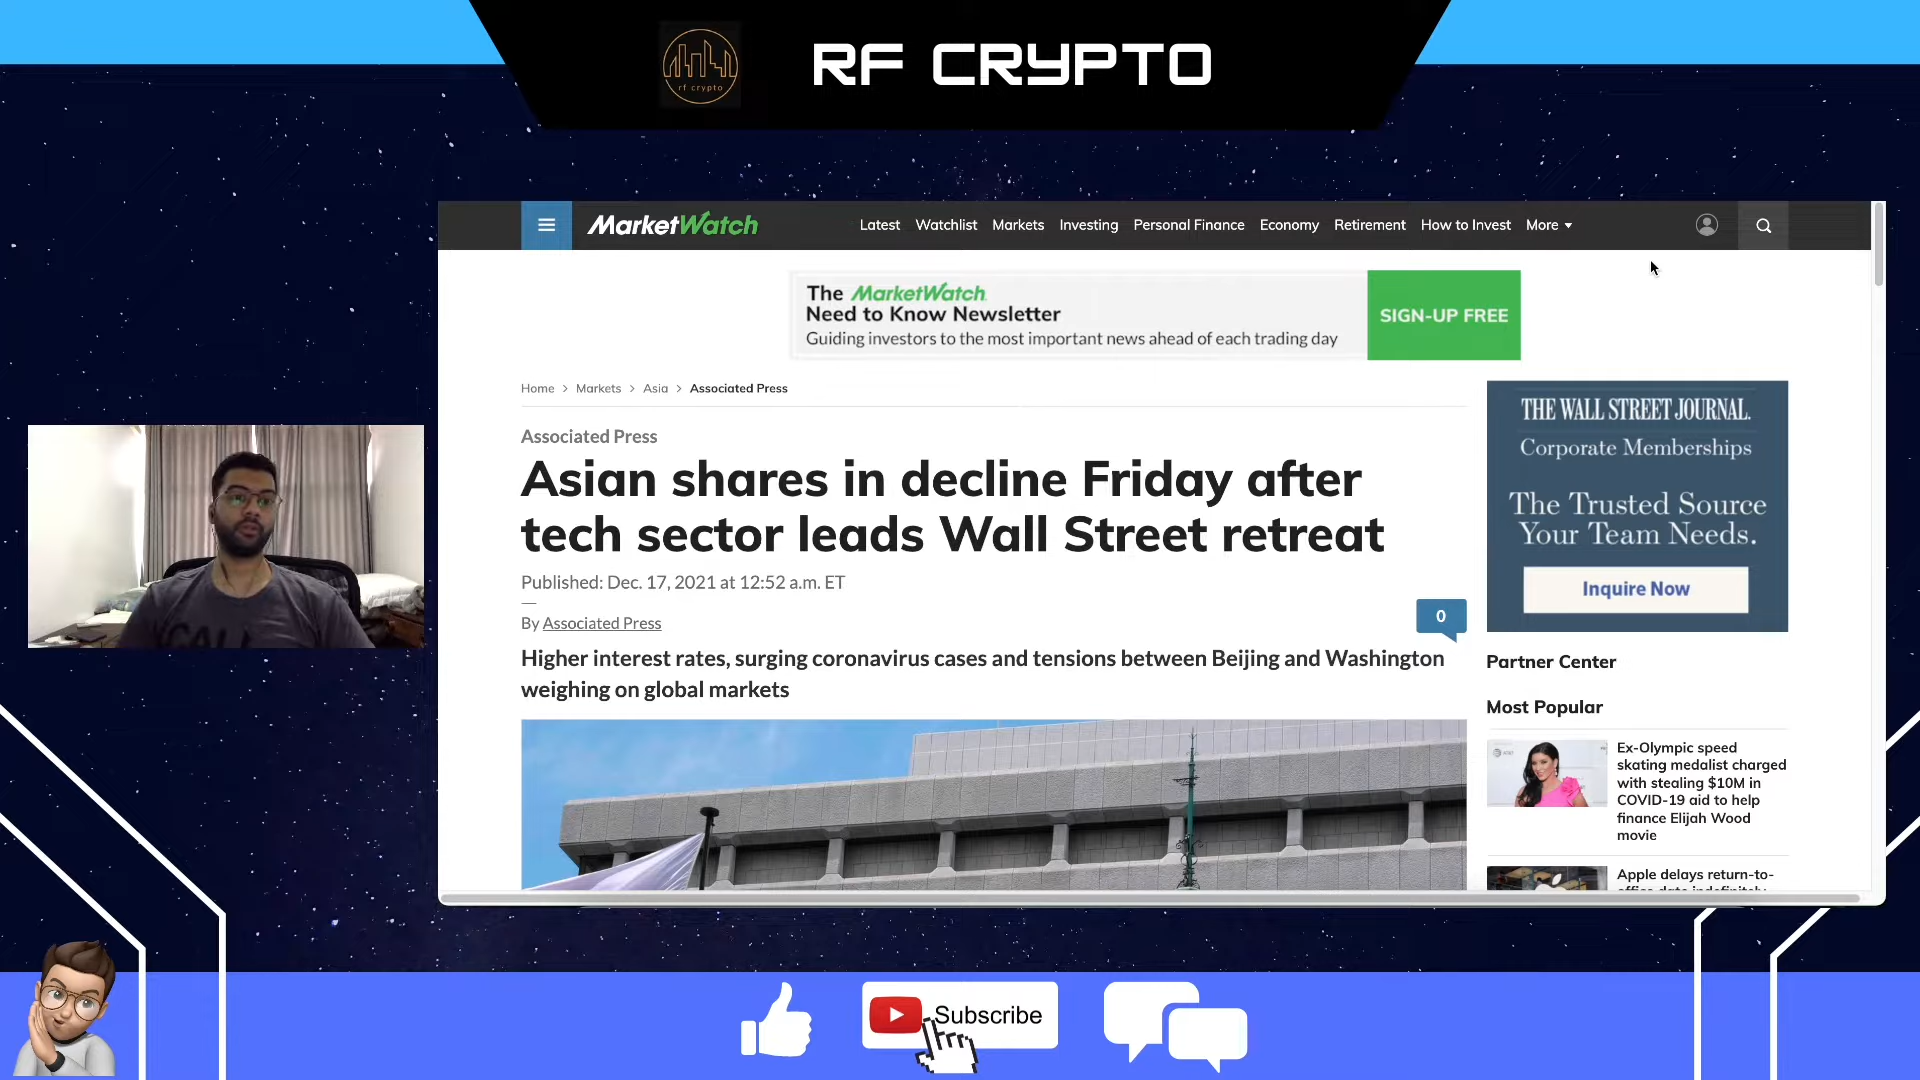 rf crypto
RF CRYPTO
MarketWatch
Latest Watchlist Markets Investing Personal Finance Economy Retirement How to Invest More
The MarketWatch
Need to Know Newsletter
Guiding investors to the most important news ahead of each trading day
SIGN-UP FREE
Home > Markets > Asia > Associated Press
Associated Press
Asian shares in decline Friday after
tech sector leads Wall Street retreat
Published: Dec. 17, 2021 at 12:52 a.m. ET
By Associated Press
0
Higher interest rates, surging coronavirus cases and tensions between Beijing and Washington
weighing on global markets
THE WALL STREET JOURNAL.
Corporate Memberships
The Trusted Source
Your Team Needs.
Inquire Now
Partner Center
Most Popular
Ex-Olympic speed
skating medalist charged
with stealing $10M in
COVID-19 aid to help
finance Elijah Wood
movie
Apple delays return-to-
office date indefinitely
Subscribe